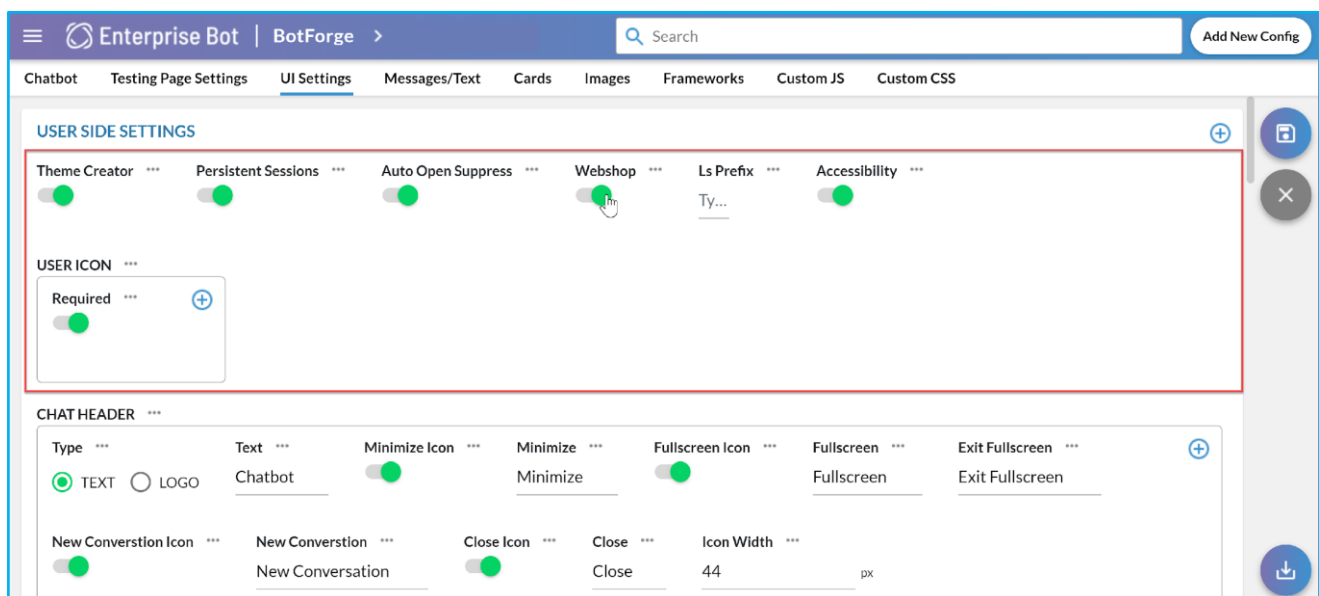 Enterprise Bot | BotForge >
Search
Add New Config
Chatbot Testing Page Settings UI Settings Messages/Text Cards Images Frameworks Custom JS Custom CSS
USER SIDE SETTINGS
Theme Creator ... Persistent Sessions ... Auto Open Suppress ... Webshop ... Ls Prefix ... Accessibility ...
Ty...
USER ICON ...
Required ...
CHAT HEADER ...
Type ... Text ... Minimize Icon ... Minimize ... Fullscreen Icon ... Fullscreen ... Exit Fullscreen ...
TEXT LOGO Chatbot Minimize Fullscreen Exit Fullscreen
New Converstion Icon ... New Converstion ... Close Icon ... Close ... Icon Width ...
New Conversation Close 44 px